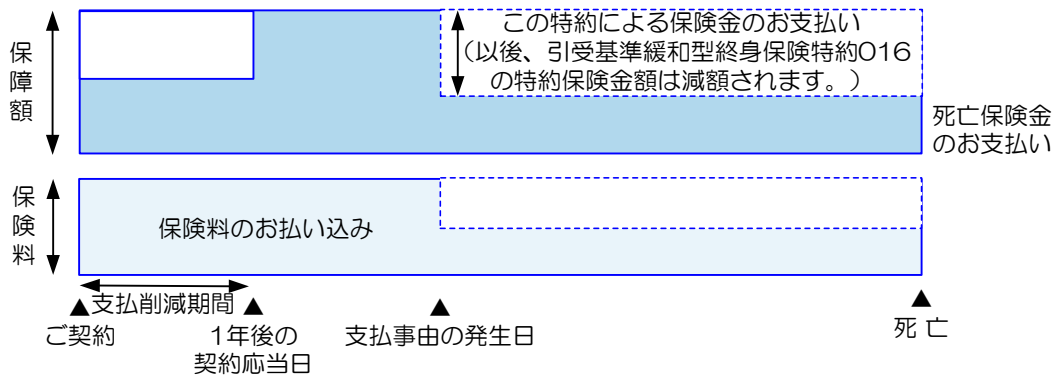 保障額
この特約による保険金のお支払い
（以後、引受基準緩和型終身保険特約016
の特約保険金額は減額されます。）
死亡保険金
のお支払い
保険料
保険料のお払い込み
支払削減期間
ご契約
1年後の
契約応当日
支払事由の発生日
死 亡